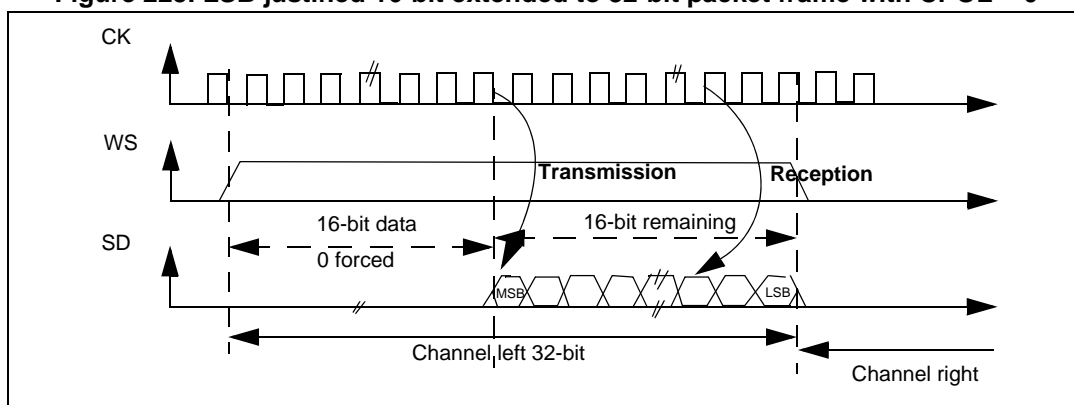 Figure 225. LSB justified 16-bit extended to 32-bit packet frame with CPOL = 0
CK
WS
Transmission
Reception
16-bit data
16-bit remaining
SD
0 forced
MSB
LSB
Channel left 32-bit
Channel right